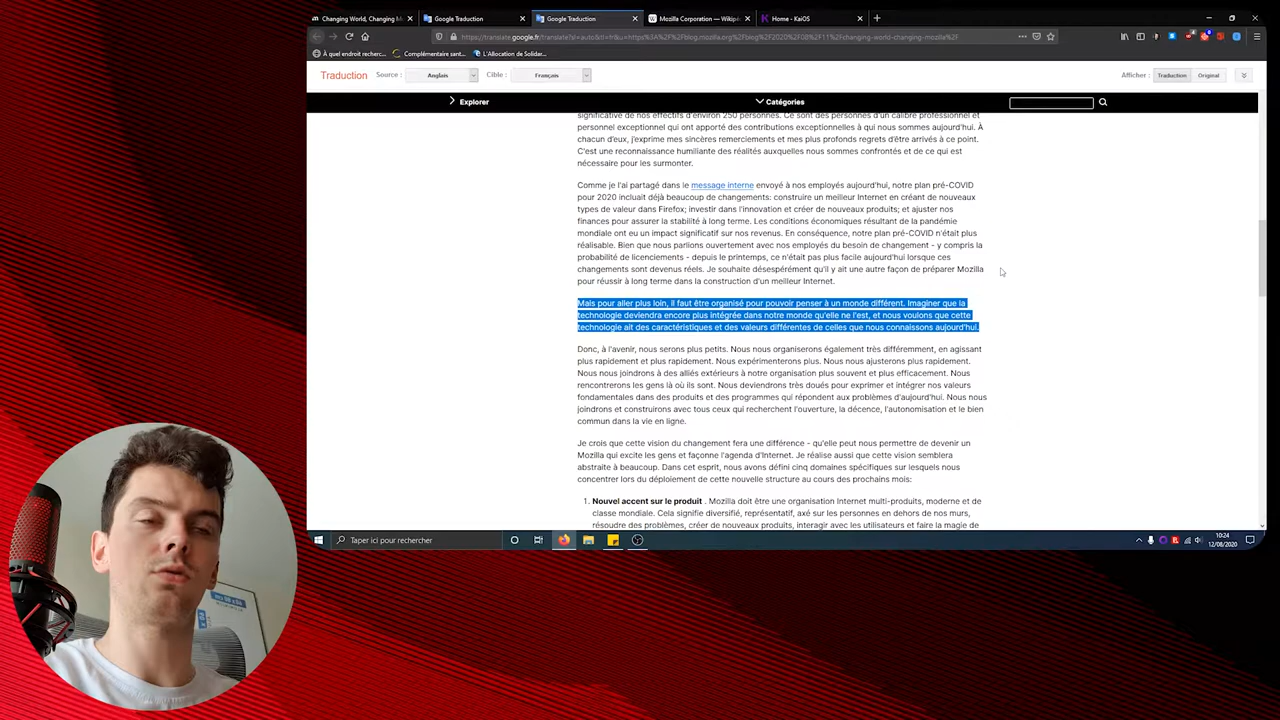 Changing World, Changing M
Google Traduction
Google Traduction
Mozilla Corporation — Wikipé
Home - KaiOS
https://translate.google.fr/translate?sl=auto&tl=fr&u=https%3A%2F%2Fblog.mozilla.org%2Fblog%2F2020%2F08%2F11%2Fchanging-world-changing-mozilla%2F
À quel endroit recherc...
Complémentaire sant...
L'Allocation de Solidar...
Traduction
Source :
Anglais
Cible :
Français
Afficher :
Traduction
Original
Explorer
Catégories
significative de nos effectifs d'environ 250 personnes. Ce sont des personnes d'un calibre professionnel et
personnel exceptionnel qui ont apporté des contributions exceptionnelles à qui nous sommes aujourd'hui. À
chacun d'eux, j'exprime mes sincères remerciements et mes plus profonds regrets d'être arrivés à ce point.
C'est une reconnaissance humiliante des réalités auxquelles nous sommes confrontés et de ce qui est
nécessaire pour les surmonter.
Comme je l'ai partagé dans le message interne envoyé à nos employés aujourd'hui, notre plan pré-COVID
pour 2020 incluait déjà beaucoup de changements: construire un meilleur Internet en créant de nouveaux
types de valeur dans Firefox; investir dans l'innovation et créer de nouveaux produits; et ajuster nos
finances pour assurer la stabilité à long terme. Les conditions économiques résultant de la pandémie
mondiale ont eu un impact significatif sur nos revenus. En conséquence, notre plan pré-COVID n'était plus
réalisable. Bien que nous parlions ouvertement avec nos employés du besoin de changement - y compris la
probabilité de licenciements - depuis le printemps, ce n'était pas plus facile aujourd'hui lorsque ces
changements sont devenus réels. Je souhaite désespérément qu'il y ait une autre façon de préparer Mozilla
pour réussir à long terme dans la construction d'un meilleur Internet.
Mais pour aller plus loin, il faut être organisé pour pouvoir penser à un monde différent. Imaginer que la
technologie deviendra encore plus intégrée dans notre monde qu'elle ne l'est, et nous voulons que cette
technologie ait des caractéristiques et des valeurs différentes de celles que nous connaissons aujourd'hui.
Donc, à l'avenir, nous serons plus petits. Nous nous organiserons également très différemment, en agissant
plus rapidement et plus rapidement. Nous expérimenterons plus. Nous nous ajusterons plus rapidement.
Nous nous joindrons à des alliés extérieurs à notre organisation plus souvent et plus efficacement. Nous
rencontrerons les gens là où ils sont. Nous deviendrons très doués pour exprimer et intégrer nos valeurs
fondamentales dans des produits et des programmes qui répondent aux problèmes d'aujourd'hui. Nous nous
joindrons et construirons avec tous ceux qui recherchent l'ouverture, la décence, l'autonomisation et le bien
commun dans la vie en ligne.
Je crois que cette vision du changement fera une différence - qu'elle peut nous permettre de devenir un
Mozilla qui excite les gens et façonne l'agenda d'Internet. Je réalise aussi que cette vision semblera
abstraite à beaucoup. Dans cet esprit, nous avons défini cinq domaines spécifiques sur lesquels nous
concentrer lors du déploiement de cette nouvelle structure au cours des prochains mois:
1. Nouvel accent sur le produit . Mozilla doit être une organisation Internet multi-produits, moderne et de
classe mondiale. Cela signifie diversifié, représentatif, axé sur les personnes en dehors de nos murs,
résoudre des problèmes, créer de nouveaux produits, interagir avec les utilisateurs et faire la magie de
Taper ici pour rechercher
10:24
12/08/2020